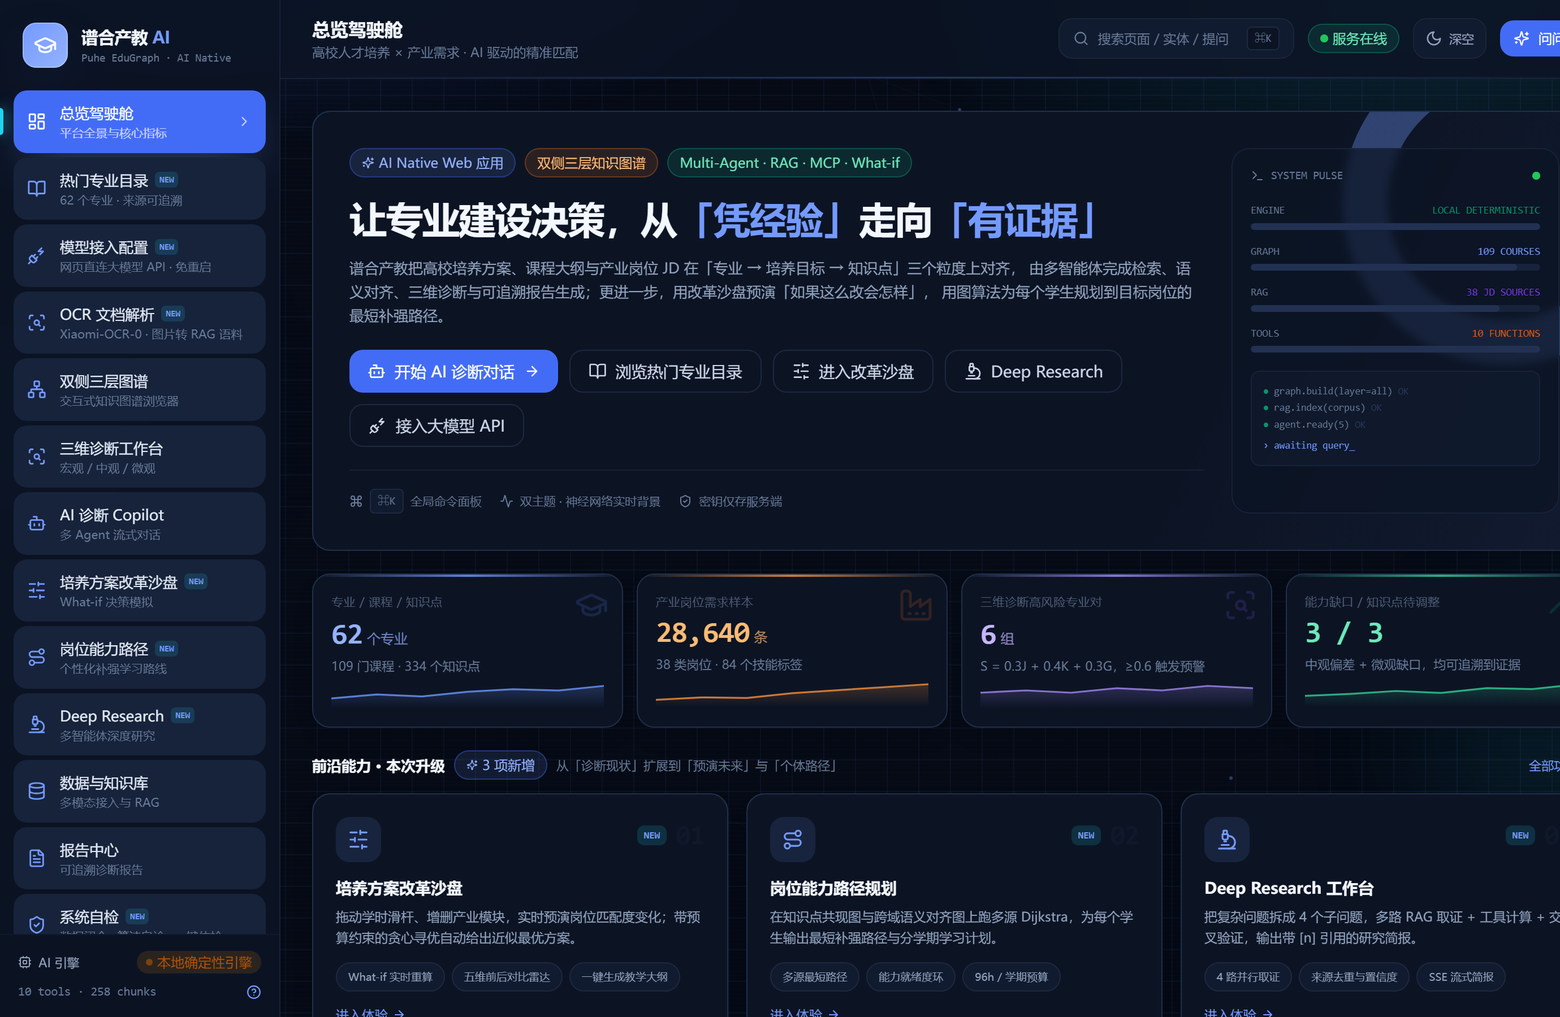 谱合产教 AI
Puhe EduGraph · AI Native
总览驾驶舱
平台全景与核心指标
热门专业目录 NEW
62 个专业 · 来源可追溯
模型接入配置 NEW
网页直连大模型 API · 免重启
OCR 文档解析 NEW
Xiaomi-OCR-0 · 图片转 RAG 语料
双侧三层图谱
交互式知识图谱浏览器
三维诊断工作台
宏观 / 中观 / 微观
AI 诊断 Copilot
多 Agent 流式对话
培养方案改革沙盘 NEW
What-if 决策模拟
岗位能力路径 NEW
个性化补强学习路线
Deep Research NEW
多智能体深度研究
数据与知识库
多模态接入与 RAG
报告中心
可追溯诊断报告
系统自检 NEW
AI 引擎
本地确定性引擎
10 tools · 258 chunks
总览驾驶舱
高校人才培养 × 产业需求 · AI 驱动的精准匹配
搜索页面 / 实体 / 提问 ⌘K
服务在线
深空
AI Native Web 应用
双侧三层知识图谱
Multi-Agent · RAG · MCP · What-if
让专业建设决策，从「凭经验」走向「有证据」
谱合产教把高校培养方案、课程大纲与产业岗位 JD 在「专业 → 培养目标 → 知识点」三个粒度上对齐， 由多智能体完成检索、语
义对齐、三维诊断与可追溯报告生成；更进一步，用改革沙盘预演「如果这么改会怎样」， 用图算法为每个学生规划到目标岗位的
最短补强路径。
开始 AI 诊断对话 →
浏览热门专业目录
进入改革沙盘
Deep Research
接入大模型 API
⌘ ⌘K 全局命令面板
双主题 · 神经网络实时背景
密钥仅存服务端
SYSTEM PULSE
ENGINE LOCAL DETERMINISTIC
GRAPH 109 COURSES
RAG 38 JD SOURCES
TOOLS 10 FUNCTIONS
graph.build(layer=all) OK
rag.index(corpus) OK
agent.ready(5) OK
› awaiting query_
专业 / 课程 / 知识点
62 个专业
109 门课程 · 334 个知识点
产业岗位需求样本
28,640 条
38 类岗位 · 84 个技能标签
三维诊断高风险专业对
6 组
S = 0.3J + 0.4K + 0.3G，≥0.6 触发预警
能力缺口 / 知识点待调整
3 / 3
中观偏差 + 微观缺口，均可追溯到证据
前沿能力 · 本次升级
3 项新增
从「诊断现状」扩展到「预演未来」与「个体路径」
NEW 01
培养方案改革沙盘
拖动学时滑杆、增删产业模块，实时预演岗位匹配度变化；带预
算约束的贪心寻优自动给出近似最优方案。
What-if 实时重算
五维前后对比雷达
一键生成教学大纲
进入体验 →
NEW 02
岗位能力路径规划
在知识点共现图与跨域语义对齐图上跑多源 Dijkstra，为每个学
生输出最短补强路径与分学期学习计划。
多源最短路径
能力就绪度环
96h / 学期预算
进入体验 →
NEW
Deep Research 工作台
把复杂问题拆成 4 个子问题，多路 RAG 取证 + 工具计算 + 交
叉验证，输出带 [n] 引用的研究简报。
4 路并行取证
来源去重与置信度
SSE 流式简报
进入体验 →